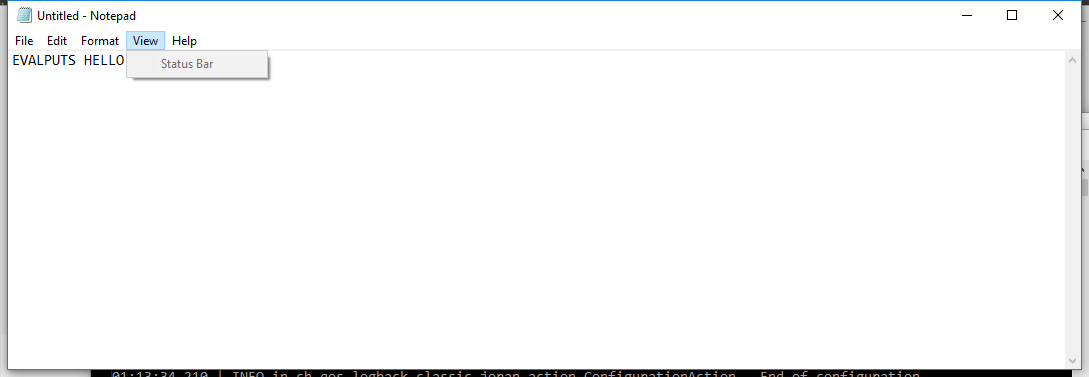 Untitled - Notepad
File Edit Format View Help
EVALPUTS HELLO
Status Bar
01:13:34,210 | INFO in ch.qos.logback.classic.joran.action.ConfigurationAction - End of configuration